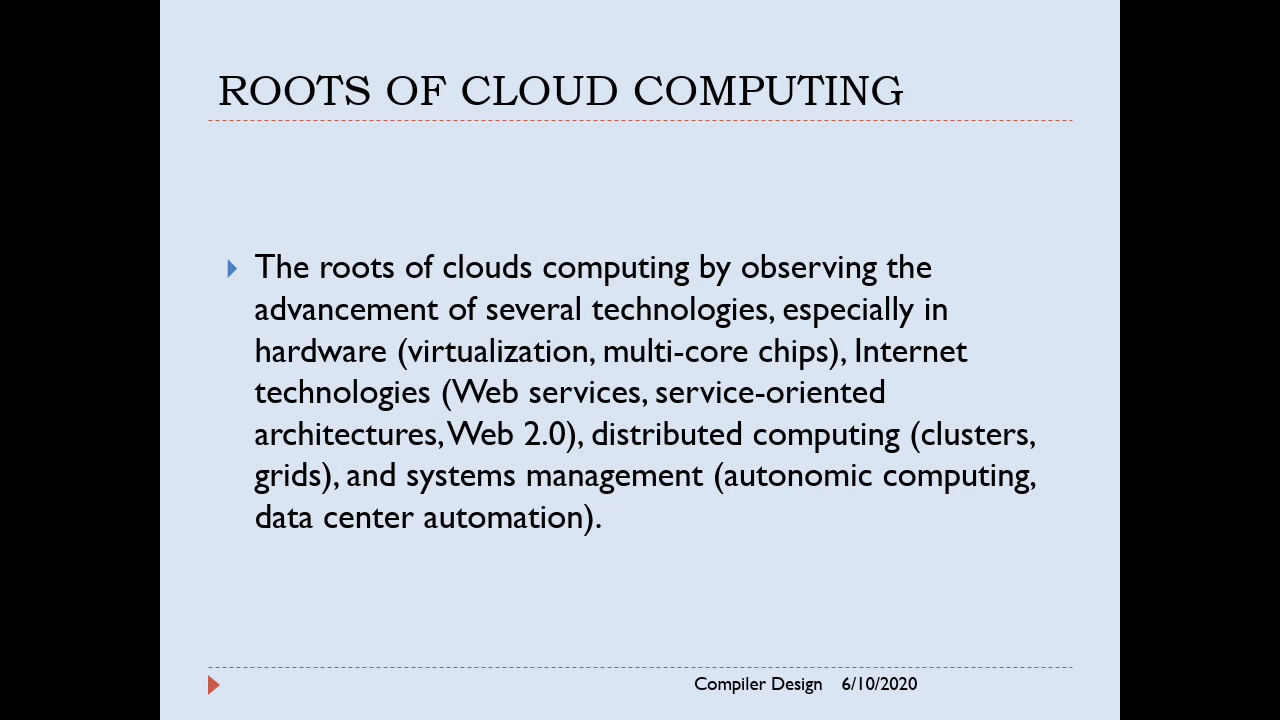 ROOTS OF CLOUD COMPUTING
The roots of clouds computing by observing the
advancement of several technologies, especially in
hardware (virtualization, multi-core chips), Internet
technologies (Web services, service-oriented
architectures, Web 2.0), distributed computing (clusters,
grids), and systems management (autonomic computing,
data center automation).
Compiler Design 6/10/2020